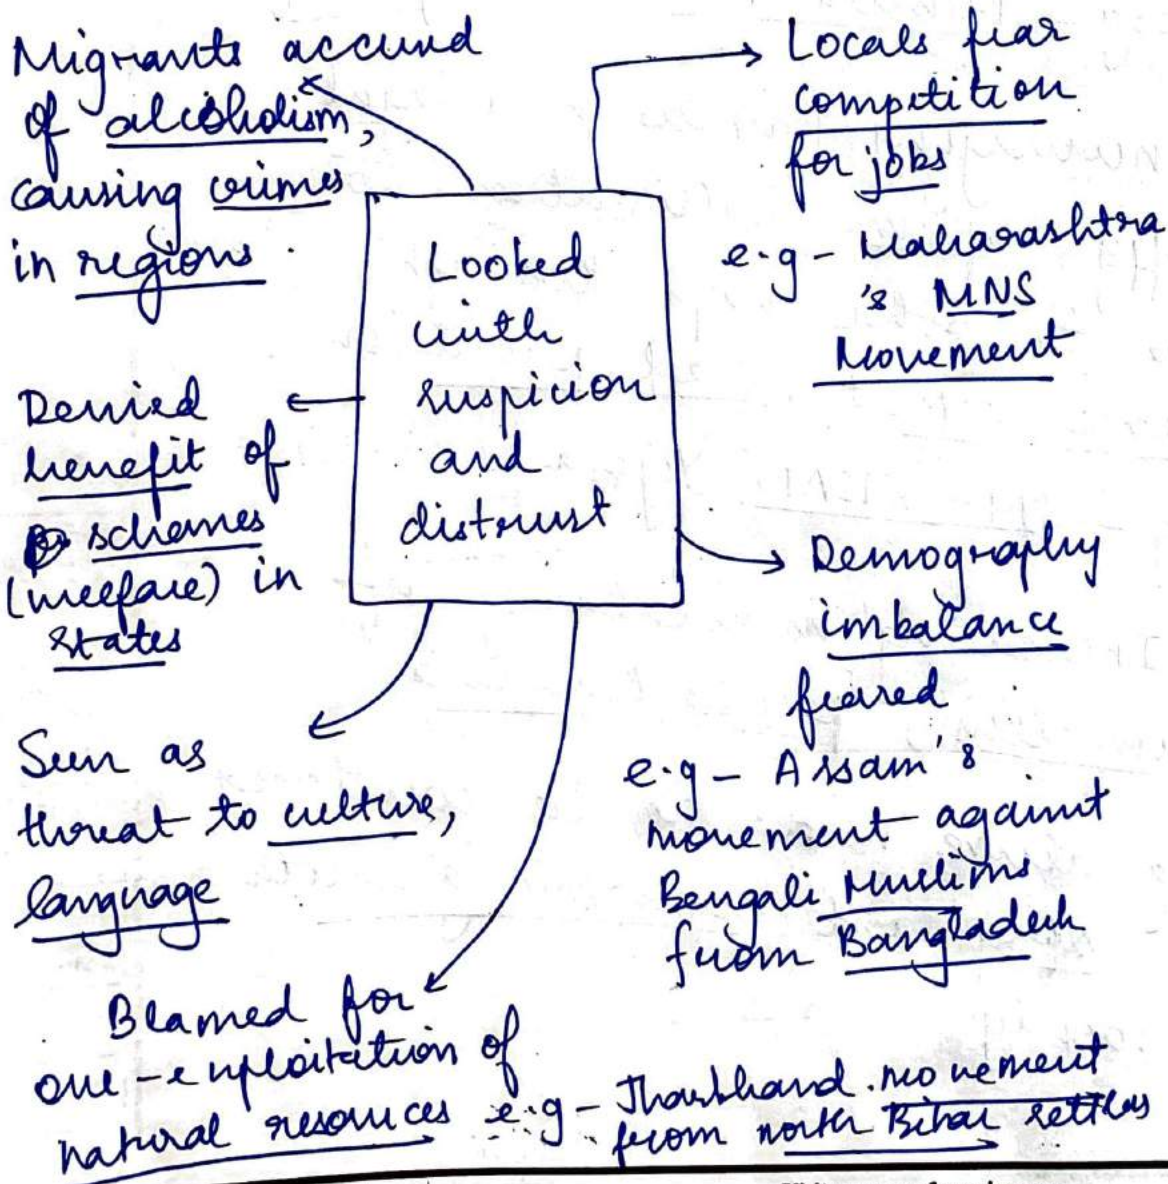 Migrants accused
of alcoholism,
causing crimes
in regions.
Locals fear
competition
for jobs
e.g - Maharashtra
's MNS
Movement
Looked
with
suspicion
and
distrust
Denied
benefit of
schemes
(welfare) in
states
Demography
imbalance
feared
e.g - Assam's
movement against
Bengali Muslims
from Bangladesh
Seen as
threat to culture,
language
Blamed for
over-exploitation of
natural resources e.g - Jharkhand movement
from north Bihar settlers